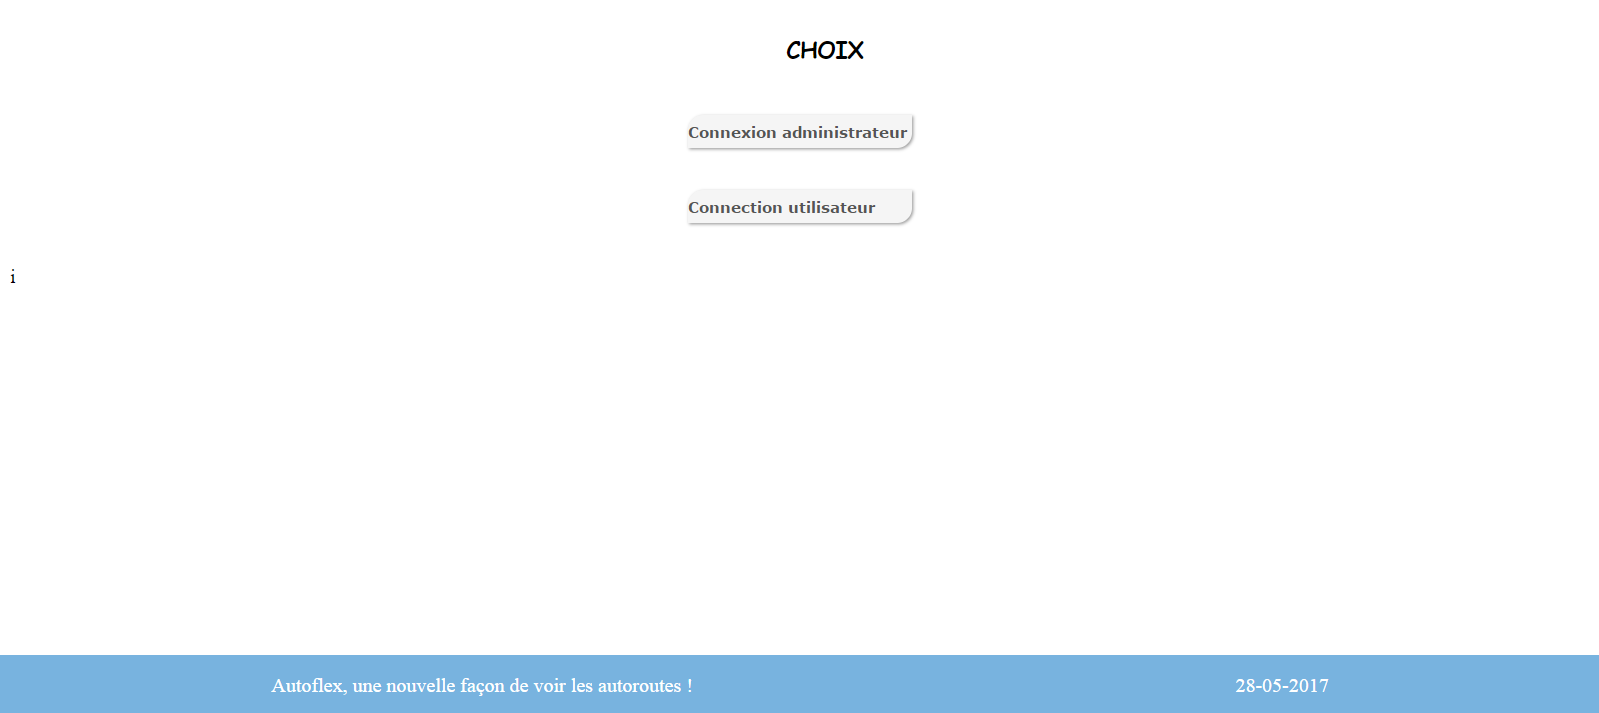 CHOIX
Connexion administrateur
Connection utilisateur
i
Autoflex, une nouvelle façon de voir les autoroutes ! 28-05-2017